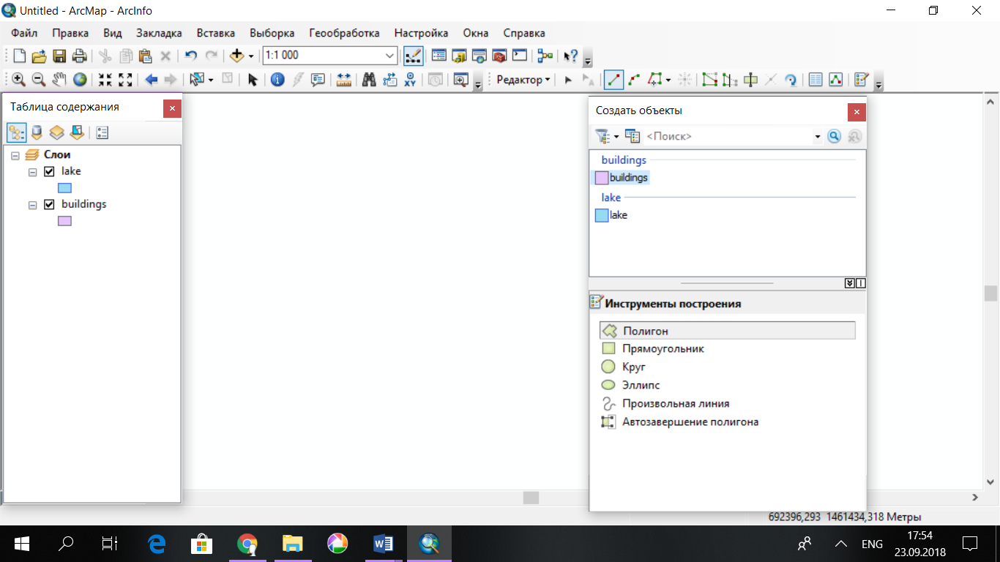 Untitled - ArcMap - ArcInfo
Файл Правка Вид Закладка Вставка Выборка Геообработка Настройка Окна Справка
1:1 000
XY Редактор
Таблица содержания
Слои
lake
buildings
Создать объекты
<Поиск>
buildings
buildings
lake
lake
Инструменты построения
Полигон
Прямоугольник
Круг
Эллипс
Произвольная линия
Автозавершение полигона
692396,293 1461434,318 Метры
ENG
17:54
23.09.2018